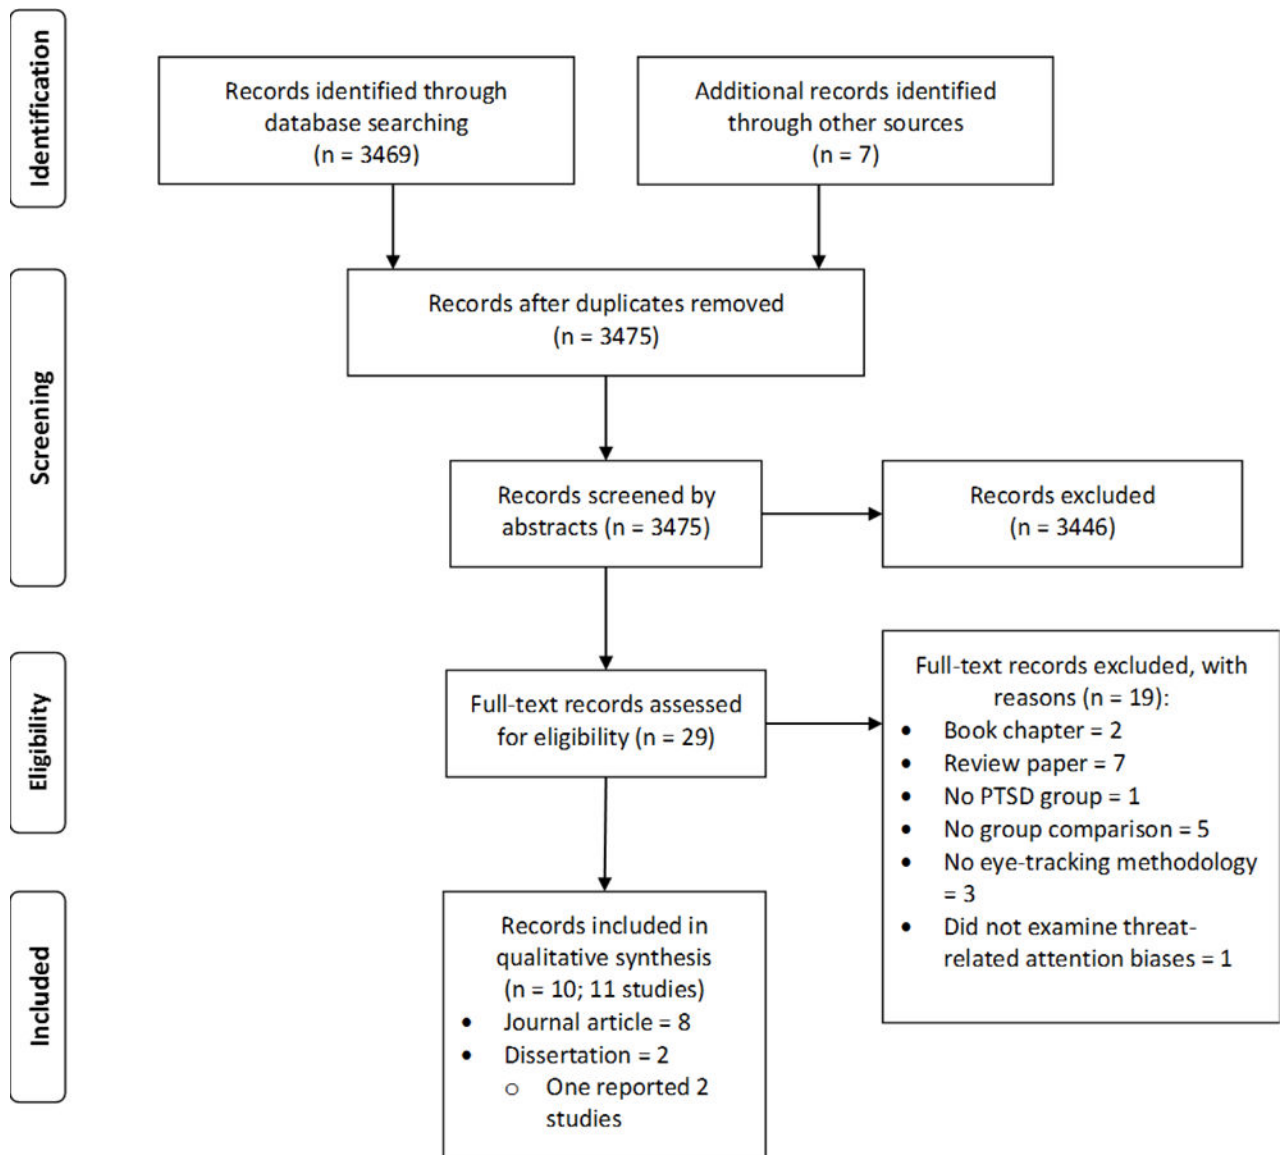 Identification
Records identified through
database searching
(n = 3469)
Additional records identified
through other sources
(n = 7)
Screening
Records after duplicates removed
(n = 3475)
Records screened by
abstracts (n = 3475)
Records excluded
(n = 3446)
Eligibility
Full-text records assessed
for eligibility (n = 29)
Full-text records excluded, with
reasons (n = 19):
• Book chapter = 2
• Review paper = 7
• No PTSD group = 1
• No group comparison = 5
• No eye-tracking methodology
= 3
• Did not examine threat-
related attention biases = 1
Included
Records included in
qualitative synthesis
(n = 10; 11 studies)
• Journal article = 8
• Dissertation = 2
o One reported 2
studies